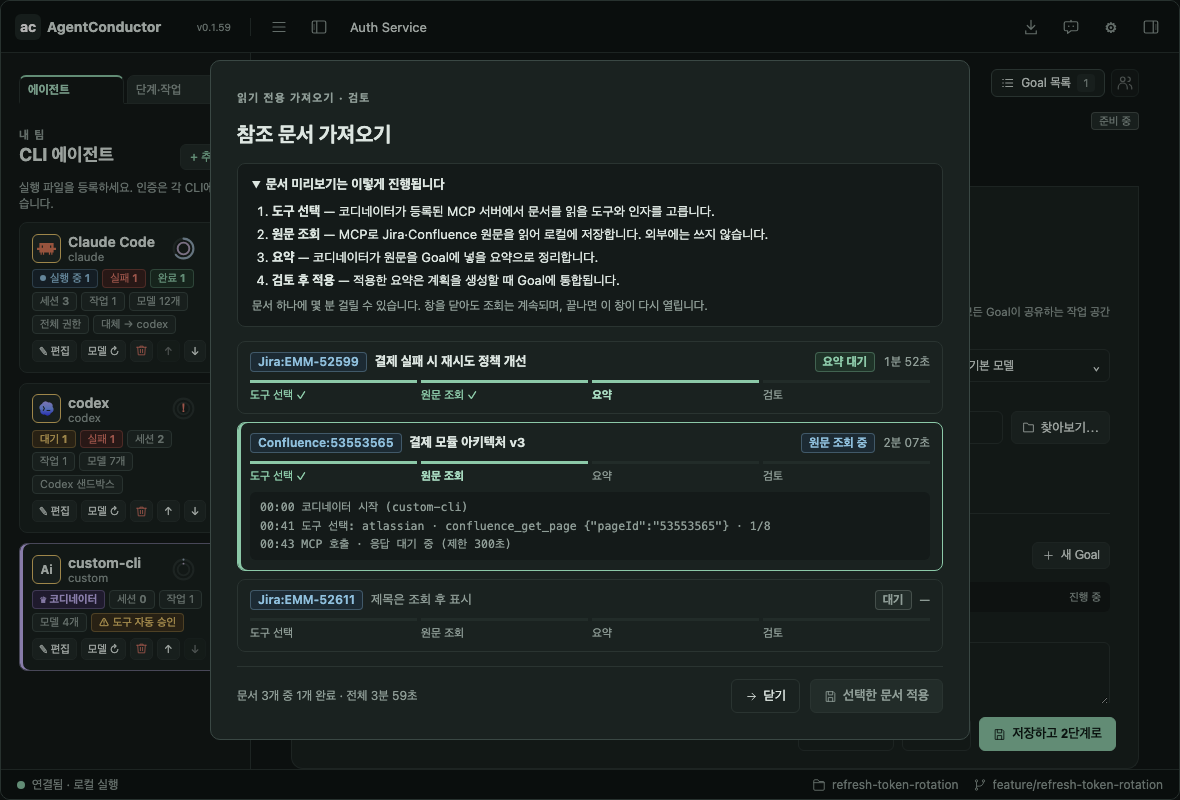 ac AgentConductor v0.1.59 Auth Service
에이전트 단계·작업
Goal 목록 1
준비 중
내 팀
CLI 에이전트
+ 추
실행 파일을 등록하세요. 인증은 각 CLI에
습니다.
Claude Code
claude
실행 중 1 실패 1 완료 1
세션 3 작업 1 모델 12개
전체 권한 대체 → codex
✎ 편집 모델 ↻ ↑ ↓
codex
codex
!
대기 1 실패 1 세션 2
작업 1 모델 7개
Codex 샌드박스
✎ 편집 모델 ↻ ↑ ↓
Ai custom-cli
custom
♛ 코디네이터 세션 0 작업 1
모델 4개 ⚠ 도구 자동 승인
✎ 편집 모델 ↻ ↑ ↓
읽기 전용 가져오기 · 검토
참조 문서 가져오기
▼ 문서 미리보기는 이렇게 진행됩니다
1. 도구 선택 — 코디네이터가 등록된 MCP 서버에서 문서를 읽을 도구와 인자를 고릅니다.
2. 원문 조회 — MCP로 Jira·Confluence 원문을 읽어 로컬에 저장합니다. 외부에는 쓰지 않습니다.
3. 요약 — 코디네이터가 원문을 Goal에 넣을 요약으로 정리합니다.
4. 검토 후 적용 — 적용한 요약은 계획을 생성할 때 Goal에 통합됩니다.
문서 하나에 몇 분 걸릴 수 있습니다. 창을 닫아도 조회는 계속되며, 끝나면 이 창이 다시 열립니다.
Jira:EMM-52599 결제 실패 시 재시도 정책 개선 요약 대기 1분 52초
도구 선택 ✓ 원문 조회 ✓ 요약 검토
Confluence:53553565 결제 모듈 아키텍처 v3 원문 조회 중 2분 07초
도구 선택 ✓ 원문 조회 요약 검토
00:00 코디네이터 시작 (custom-cli)
00:41 도구 선택: atlassian · confluence_get_page {"pageId":"53553565"} · 1/8
00:43 MCP 호출 · 응답 대기 중 (제한 300초)
Jira:EMM-52611 제목은 조회 후 표시 대기 —
도구 선택 원문 조회 요약 검토
문서 3개 중 1개 완료 · 전체 3분 59초 → 닫기 선택한 문서 적용
Goal이 공유하는 작업 공간
기본 모델
찾아보기...
+ 새 Goal
진행 중
저장하고 2단계로
연결됨 · 로컬 실행 refresh-token-rotation feature/refresh-token-rotation